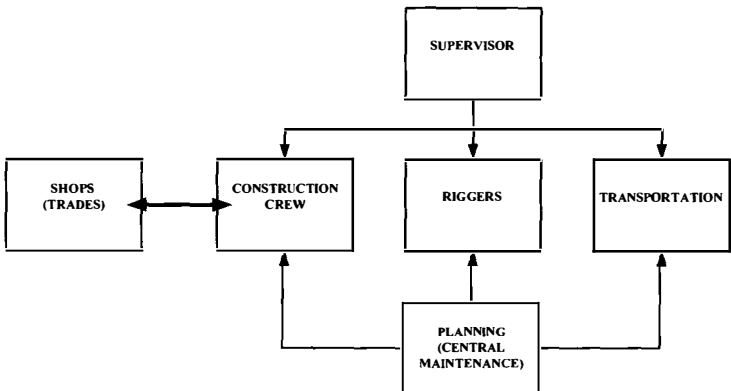 SUPERVISOR
SHOPS
(TRADES)
CONSTRUCTION
CREW
RIGGERS
TRANSPORTATION
PLANNING
(CENTRAL
MAINTENANCE)